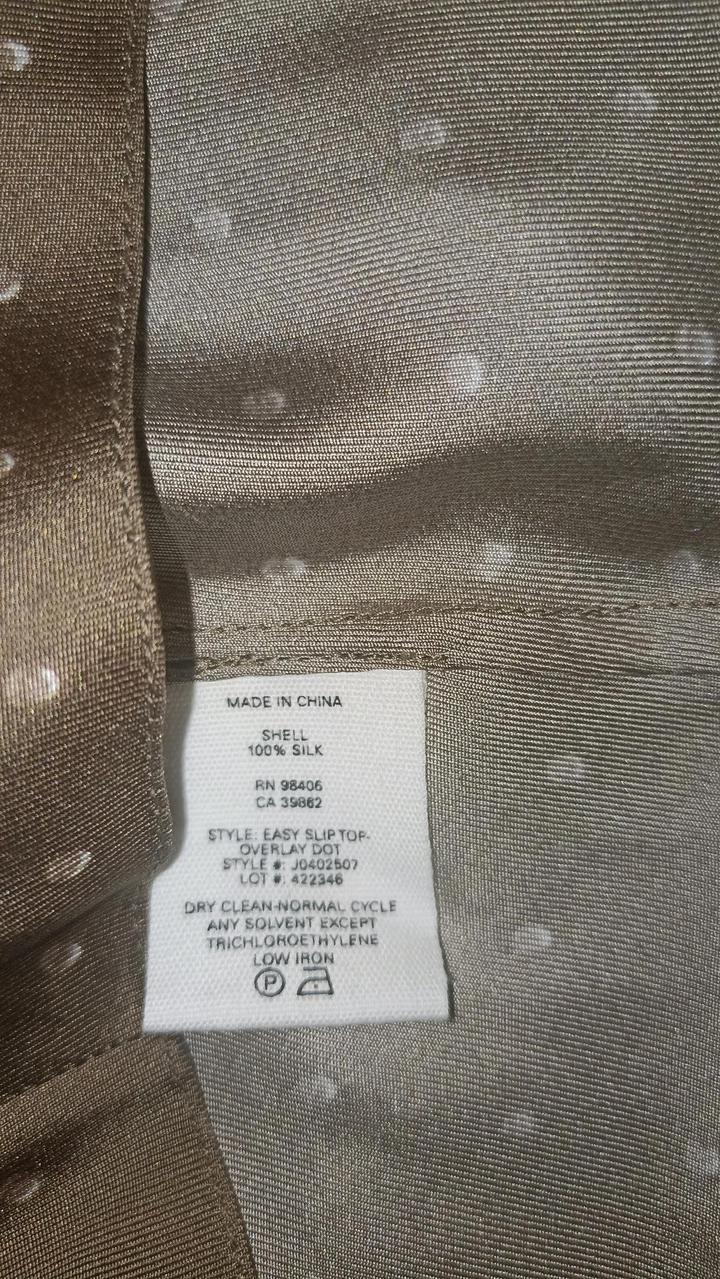 MADE IN CHINA
SHELL
100% SILK
RN 98406
CA 39862
STYLE: EASY SLIP TOP-
OVERLAY DOT
STYLE #: J0402507
LOT #: 422346
DRY CLEAN-NORMAL CYCLE
ANY SOLVENT EXCEPT
TRICHLOROETHYLENE
LOW IRON
P